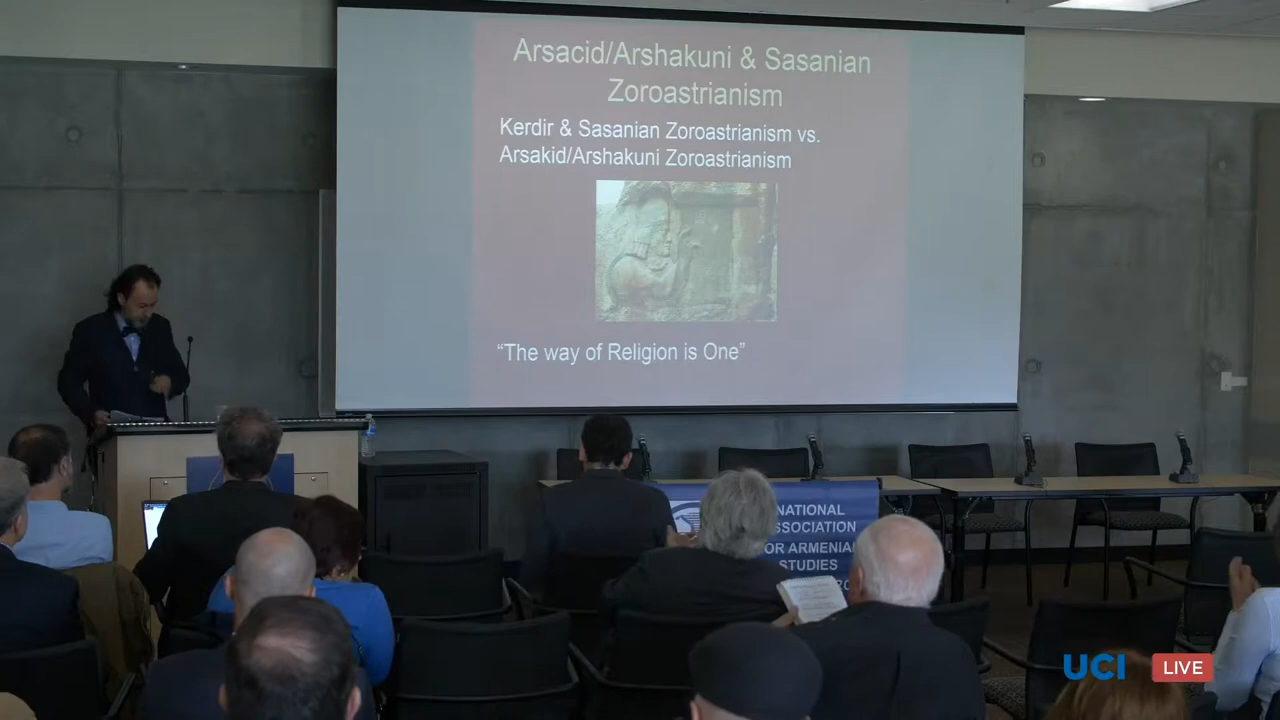 Arsacid/Arshakuni & Sasanian
Zoroastrianism
Kerdir & Sasanian Zoroastrianism vs.
Arsakid/Arshakuni Zoroastrianism
"The way of Religion is One"
NATIONAL
ASSOCIATION
FOR ARMENIAN
STUDIES
UCI
LIVE